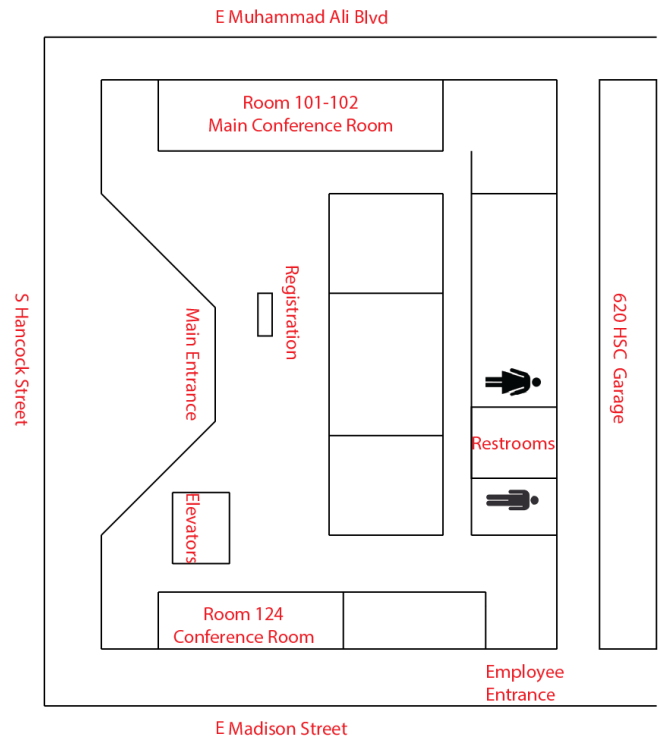 E Muhammad Ali Blvd
Room 101-102
Main Conference Room
S Hancock Street
Main Entrance
Registration
620 HSC Garage
Restrooms
Elevators
Room 124
Conference Room
Employee
Entrance
E Madison Street